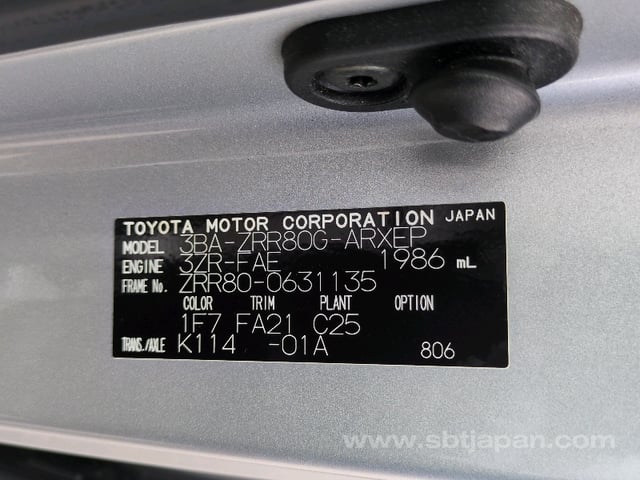 TOYOTA MOTOR CORPORATION JAPAN
MODEL 3BA-ZRR80G-ARXEP
ENGINE 3ZR-FAE 1986 mL
FRAME No. ZRR80-0631135
COLOR TRIM PLANT OPTION
1F7 FA21 C25
TRANS./AXLE K114 -01A 806
www.sbtjapan.com